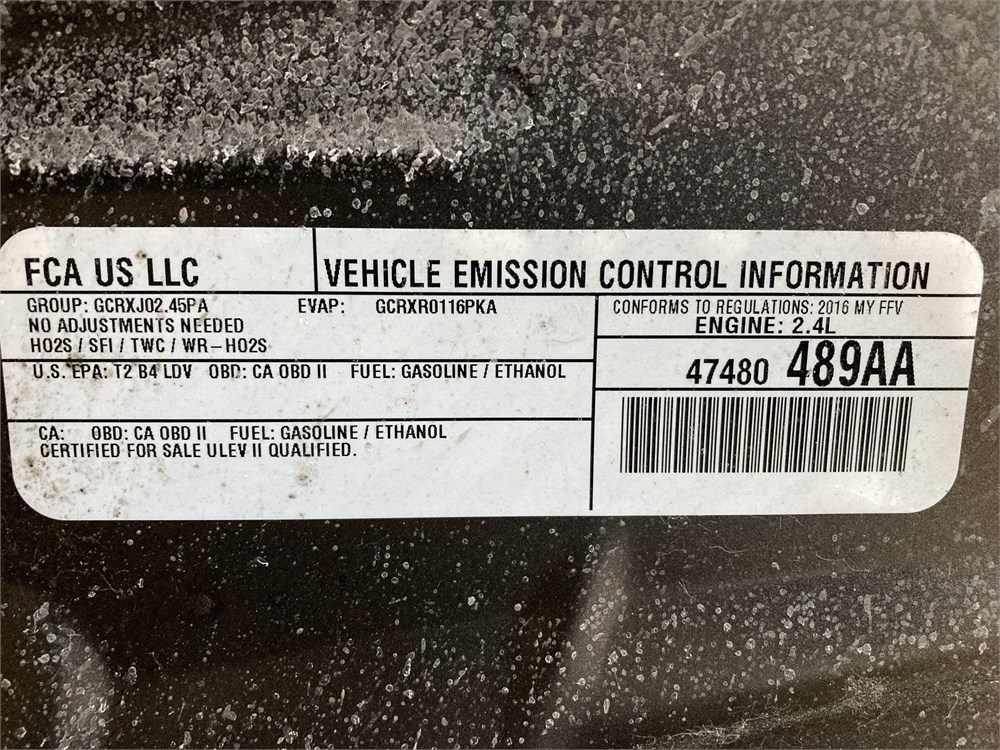 FCA US LLC
VEHICLE EMISSION CONTROL INFORMATION
GROUP: GCRXJ02.45PA EVAP: GCRXR0116PKA
NO ADJUSTMENTS NEEDED
HO2S / SFI / TWC / WR-HO2S
U.S. EPA: T2 B4 LDV OBD: CA OBD II FUEL: GASOLINE / ETHANOL
CA: OBD: CA OBD II FUEL: GASOLINE / ETHANOL
CERTIFIED FOR SALE ULEV II QUALIFIED.
CONFORMS TO REGULATIONS: 2016 MY FFV
ENGINE: 2.4L
47480 489AA